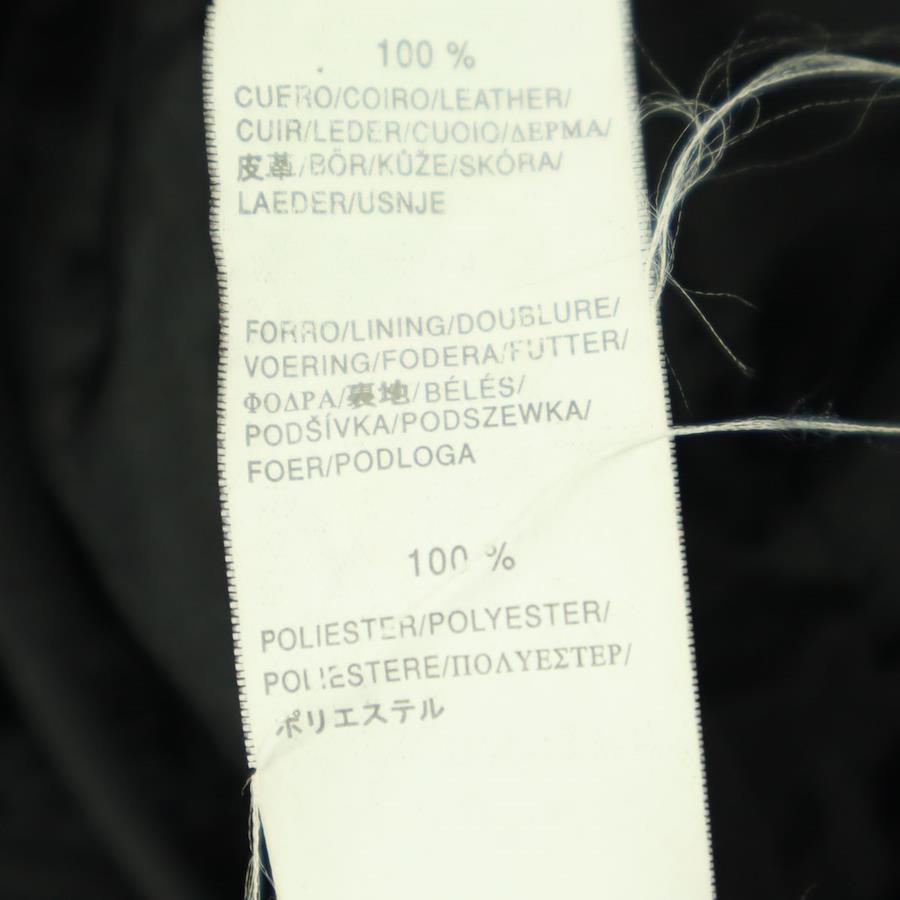 100 %
CUERO/COIRO/LEATHER/
CUIR/LEDER/CUOIO/ΔΕΡΜΑ/
皮革/BŐR/KŮŽE/SKÓRA/
LAEDER/USNJE
FORRO/LINING/DOUBLURE/
VOERING/FODERA/FUTTER/
ΦΟΔΡΑ/裏地/BÉLÉS/
PODŠÍVKA/PODSZEWKA/
FOER/PODLOGA
100 %
POLIESTER/POLYESTER/
POLIESTERE/ΠΟΛΥΕΣΤΕΡ/
ポリエステル